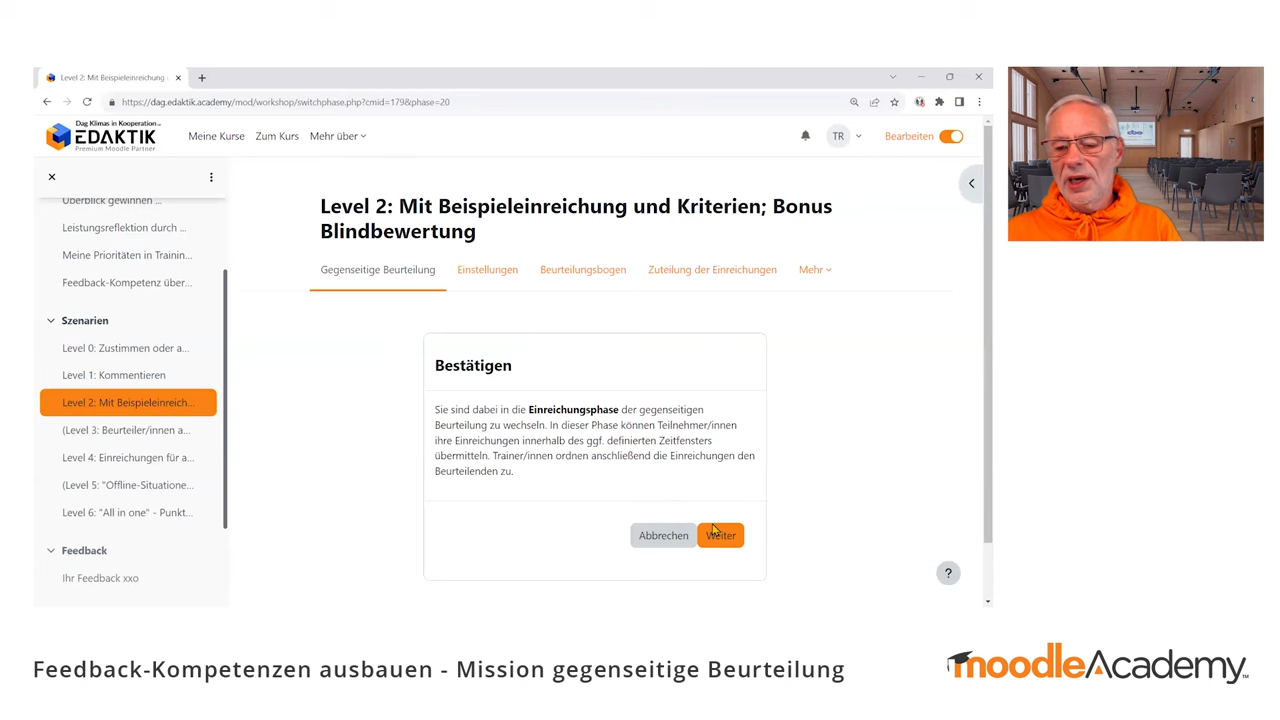 Level 2: Mit Beispieleinreichung
https://dag.edaktik.academy/mod/workshop/switchphase.php?cmid=179&phase=20
Dag Klimas in Kooperation
EDAKTIK
Premium Moodle Partner
Meine Kurse
Zum Kurs
Mehr über
TR
Bearbeiten
Überblick gewinnen ...
Leistungsreflektion durch ...
Meine Prioritäten in Trainin...
Feedback-Kompetenz über...
Szenarien
Level 0: Zustimmen oder a...
Level 1: Kommentieren
Level 2: Mit Beispieleinreich...
(Level 3: Beurteiler/innen a...
Level 4: Einreichungen für a...
(Level 5: "Offline-Situatione...
Level 6: "All in one" - Punkt...
Feedback
Ihr Feedback xxo
Level 2: Mit Beispieleinreichung und Kriterien; Bonus
Blindbewertung
Gegenseitige Beurteilung
Einstellungen
Beurteilungsbogen
Zuteilung der Einreichungen
Mehr
Bestätigen
Sie sind dabei in die Einreichungsphase der gegenseitigen
Beurteilung zu wechseln. In dieser Phase können Teilnehmer/innen
ihre Einreichungen innerhalb des ggf. definierten Zeitfensters
übermitteln. Trainer/innen ordnen anschließend die Einreichungen den
Beurteilenden zu.
Abbrechen
Weiter
?
Feedback-Kompetenzen ausbauen - Mission gegenseitige Beurteilung
moodleAcademy™